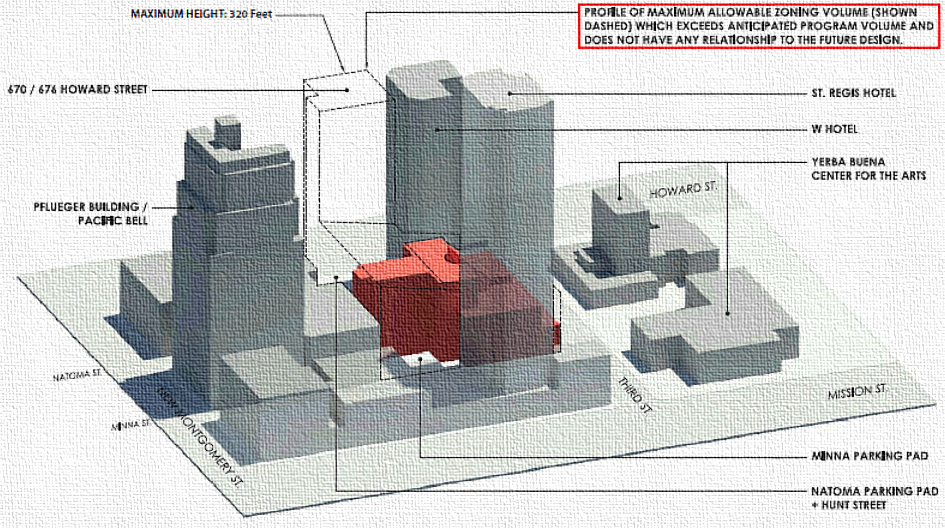 MAXIMUM HEIGHT: 320 Feet
PROFILE OF MAXIMUM ALLOWABLE ZONING VOLUME (SHOWN
DASHED) WHICH EXCEEDS ANTICIPATED PROGRAM VOLUME AND
DOES NOT HAVE ANY RELATIONSHIP TO THE FUTURE DESIGN.
670 / 676 HOWARD STREET
ST. REGIS HOTEL
W HOTEL
YERBA BUENA
CENTER FOR THE ARTS
HOWARD ST.
PFLUEGER BUILDING /
PACIFIC BELL
NATOMA ST.
MINNA ST.
NEW MONTGOMERY ST.
THIRD ST.
MISSION ST.
MINNA PARKING PAD
NATOMA PARKING PAD
+ HUNT STREET